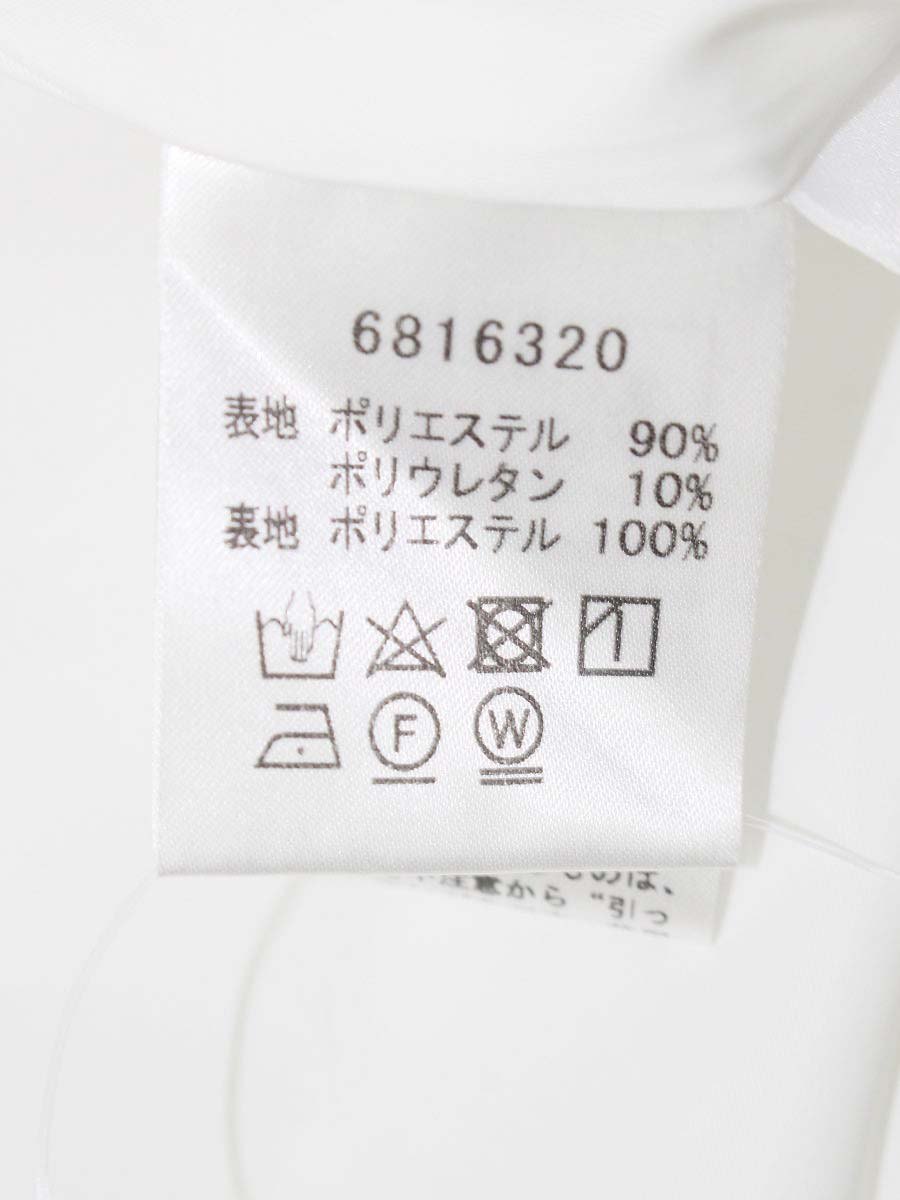 6816320
表地 ポリエステル 90%
ポリウレタン 10%
裏地 ポリエステル 100%
F W
のは、
注意から “引っ